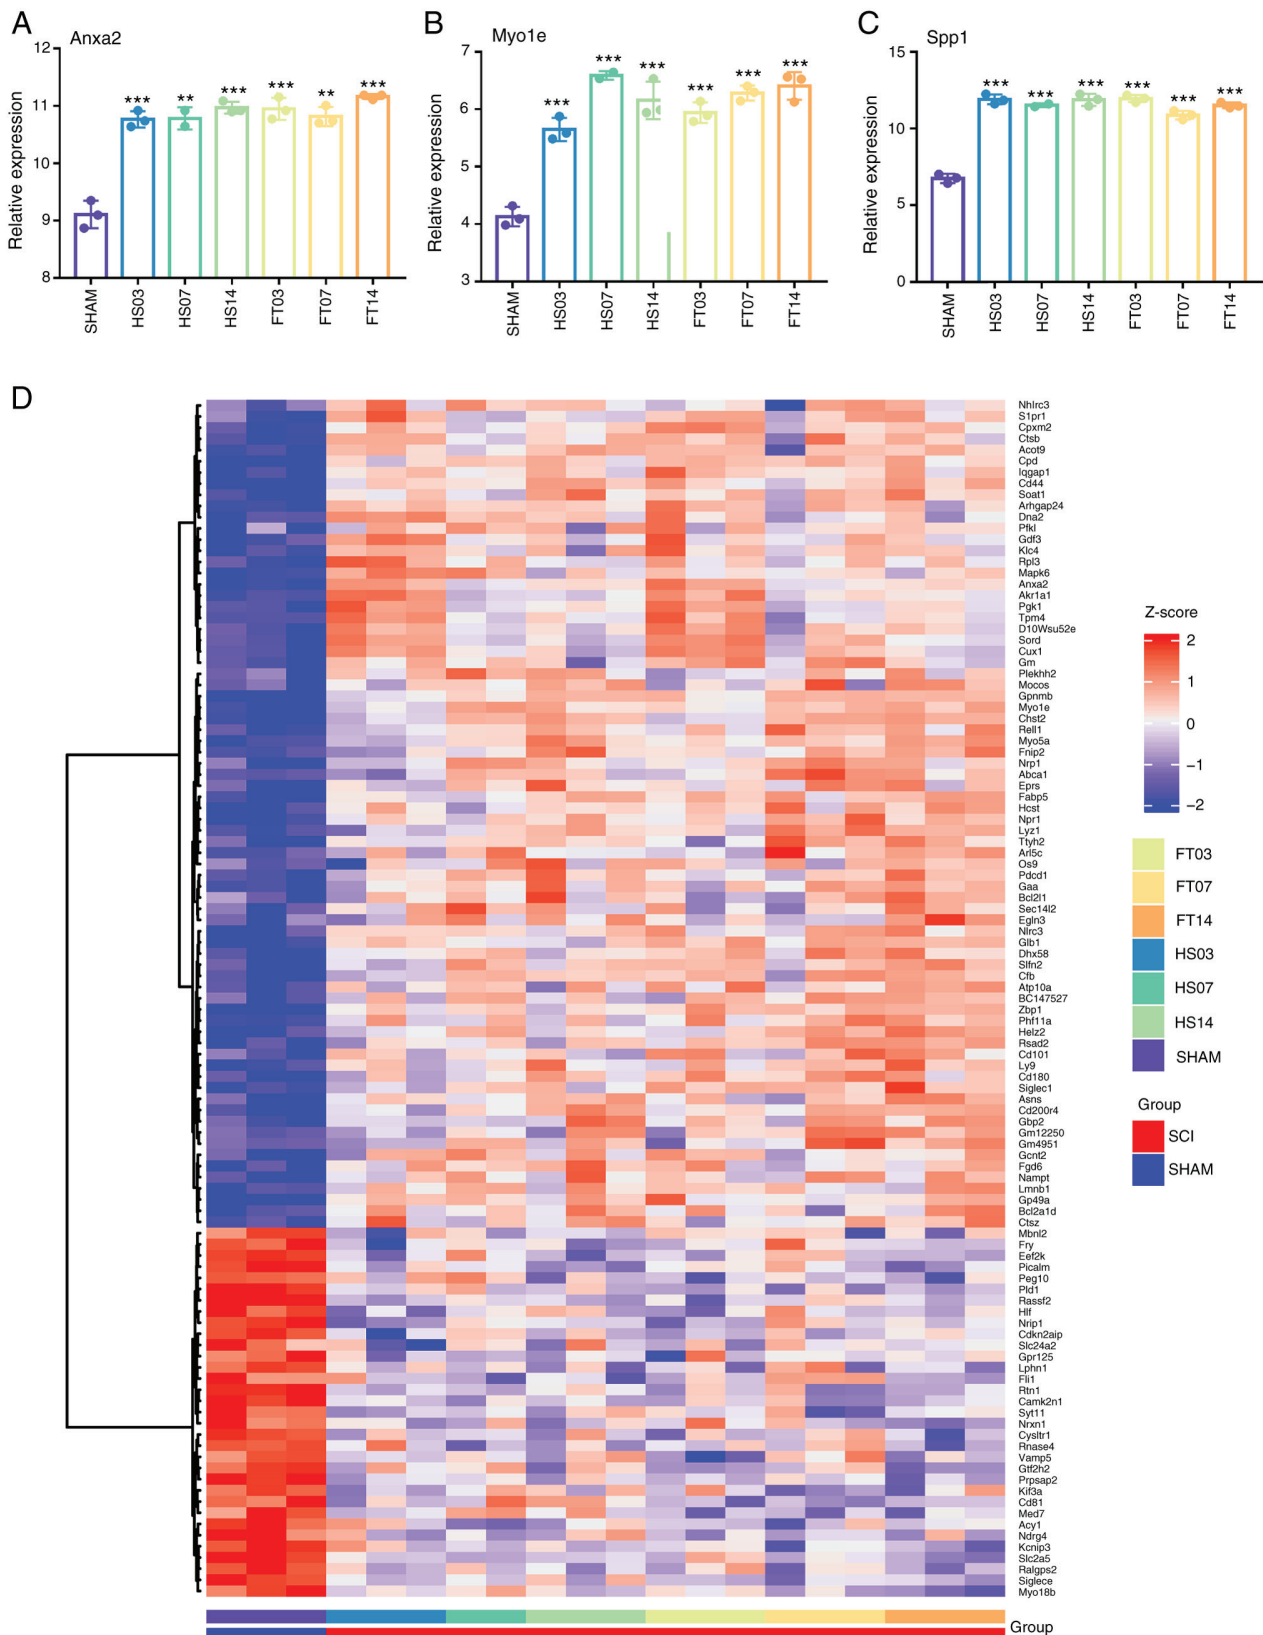 A
Anxa2
Relative expression
12
11
10
9
8
***
**
***
***
**
***
SHAM
HS03
HS07
HS14
FT03
FT07
FT14
B
Myo1e
Relative expression
7
6
5
4
3
***
***
***
***
***
***
SHAM
HS03
HS07
HS14
FT03
FT07
FT14
C
Spp1
Relative expression
15
10
5
0
***
***
***
***
***
***
SHAM
HS03
HS07
HS14
FT03
FT07
FT14
D
Nhlrc3
S1pr1
Cpxm2
Ctsb
Acot9
Cpd
Iqgap1
Cd44
Soat1
Arhgap24
Dna2
Pfkl
Gdf3
Klc4
Rpl3
Mapk6
Anxa2
Akr1a1
Pgk1
Tpm4
D10Wsu52e
Sord
Cux1
Gm
Plekhh2
Mocos
Gpnmb
Myo1e
Chst2
Rell1
Myo5a
Fnip2
Nrp1
Abca1
Eprs
Fabp5
Hcst
Npr1
Lyz1
Ttyh2
Arl5c
Os9
Pdcd1
Gaa
Bcl2l1
Sec14l2
Egln3
Nlrc3
Glb1
Dhx58
Slfn2
Cfb
Atp10a
BC147527
Zbp1
Phf11a
Helz2
Rsad2
Cd101
Ly9
Cd180
Siglec1
Asns
Cd200r4
Gbp2
Gm12250
Gm4951
Gcnt2
Fgd6
Nampt
Lmnb1
Gp49a
Bcl2a1d
Ctsz
Mbnl2
Fry
Eef2k
Picalm
Peg10
Pld1
Rassf2
Hlf
Nrip1
Cdkn2aip
Slc24a2
Gpr125
Lphn1
Fli1
Rtn1
Camk2n1
Syt11
Nrxn1
Cysltr1
Rnase4
Vamp5
Gtf2h2
Prpsap2
Kif3a
Cd81
Med7
Acy1
Ndrg4
Kcnip3
Slc2a5
Ralgps2
Siglece
Myo18b
Group
Z-score
2
1
0
−1
−2
FT03
FT07
FT14
HS03
HS07
HS14
SHAM
Group
SCI
SHAM